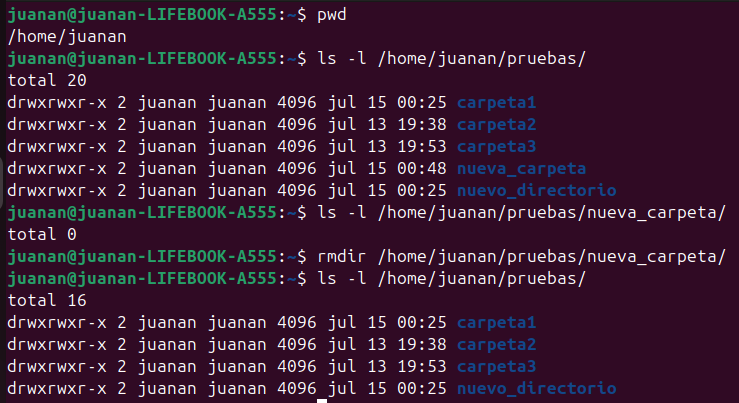 juanan@juanan-LIFEBOOK-A555:~$ pwd
/home/juanan
juanan@juanan-LIFEBOOK-A555:~$ ls -l /home/juanan/pruebas/
total 20
drwxrwxr-x 2 juanan juanan 4096 jul 15 00:25 carpeta1
drwxrwxr-x 2 juanan juanan 4096 jul 13 19:38 carpeta2
drwxrwxr-x 2 juanan juanan 4096 jul 13 19:53 carpeta3
drwxrwxr-x 2 juanan juanan 4096 jul 15 00:48 nueva_carpeta
drwxrwxr-x 2 juanan juanan 4096 jul 15 00:25 nuevo_directorio
juanan@juanan-LIFEBOOK-A555:~$ ls -l /home/juanan/pruebas/nueva_carpeta/
total 0
juanan@juanan-LIFEBOOK-A555:~$ rmdir /home/juanan/pruebas/nueva_carpeta/
juanan@juanan-LIFEBOOK-A555:~$ ls -l /home/juanan/pruebas/
total 16
drwxrwxr-x 2 juanan juanan 4096 jul 15 00:25 carpeta1
drwxrwxr-x 2 juanan juanan 4096 jul 13 19:38 carpeta2
drwxrwxr-x 2 juanan juanan 4096 jul 13 19:53 carpeta3
drwxrwxr-x 2 juanan juanan 4096 jul 15 00:25 nuevo_directorio